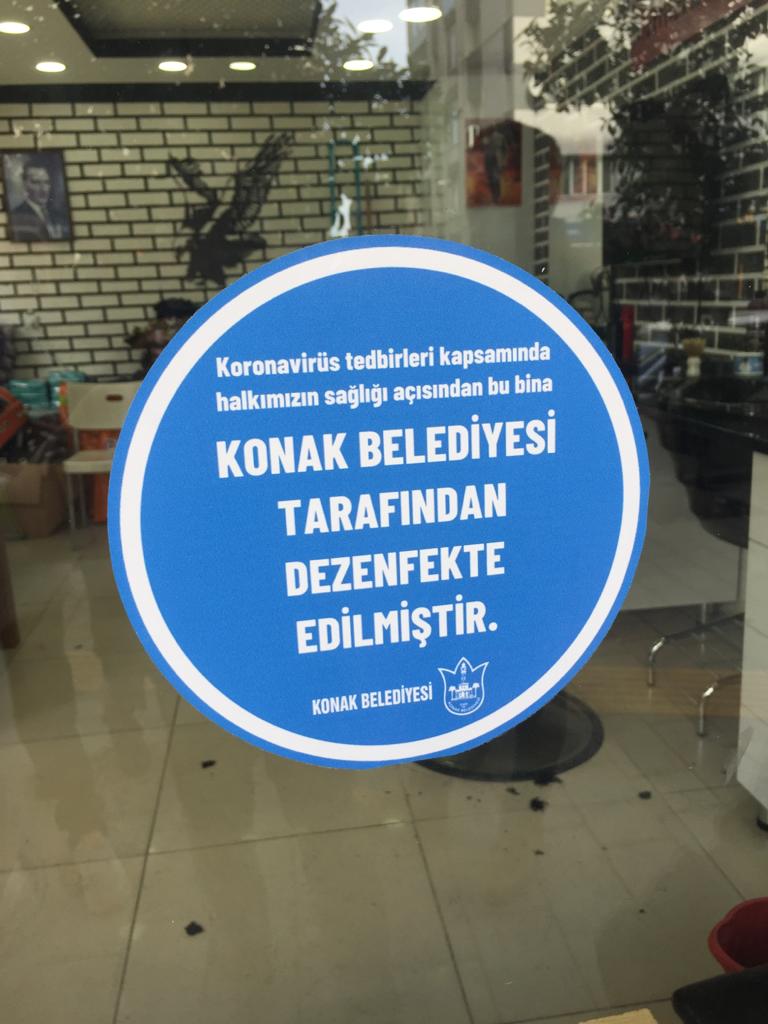 Koronavirüs tedbirleri kapsamında
halkımızın sağlığı açısından bu bina
KONAK BELEDİYESİ
TARAFINDAN
DEZENFEKTE
EDİLMİŞTİR.
KONAK BELEDİYESİ